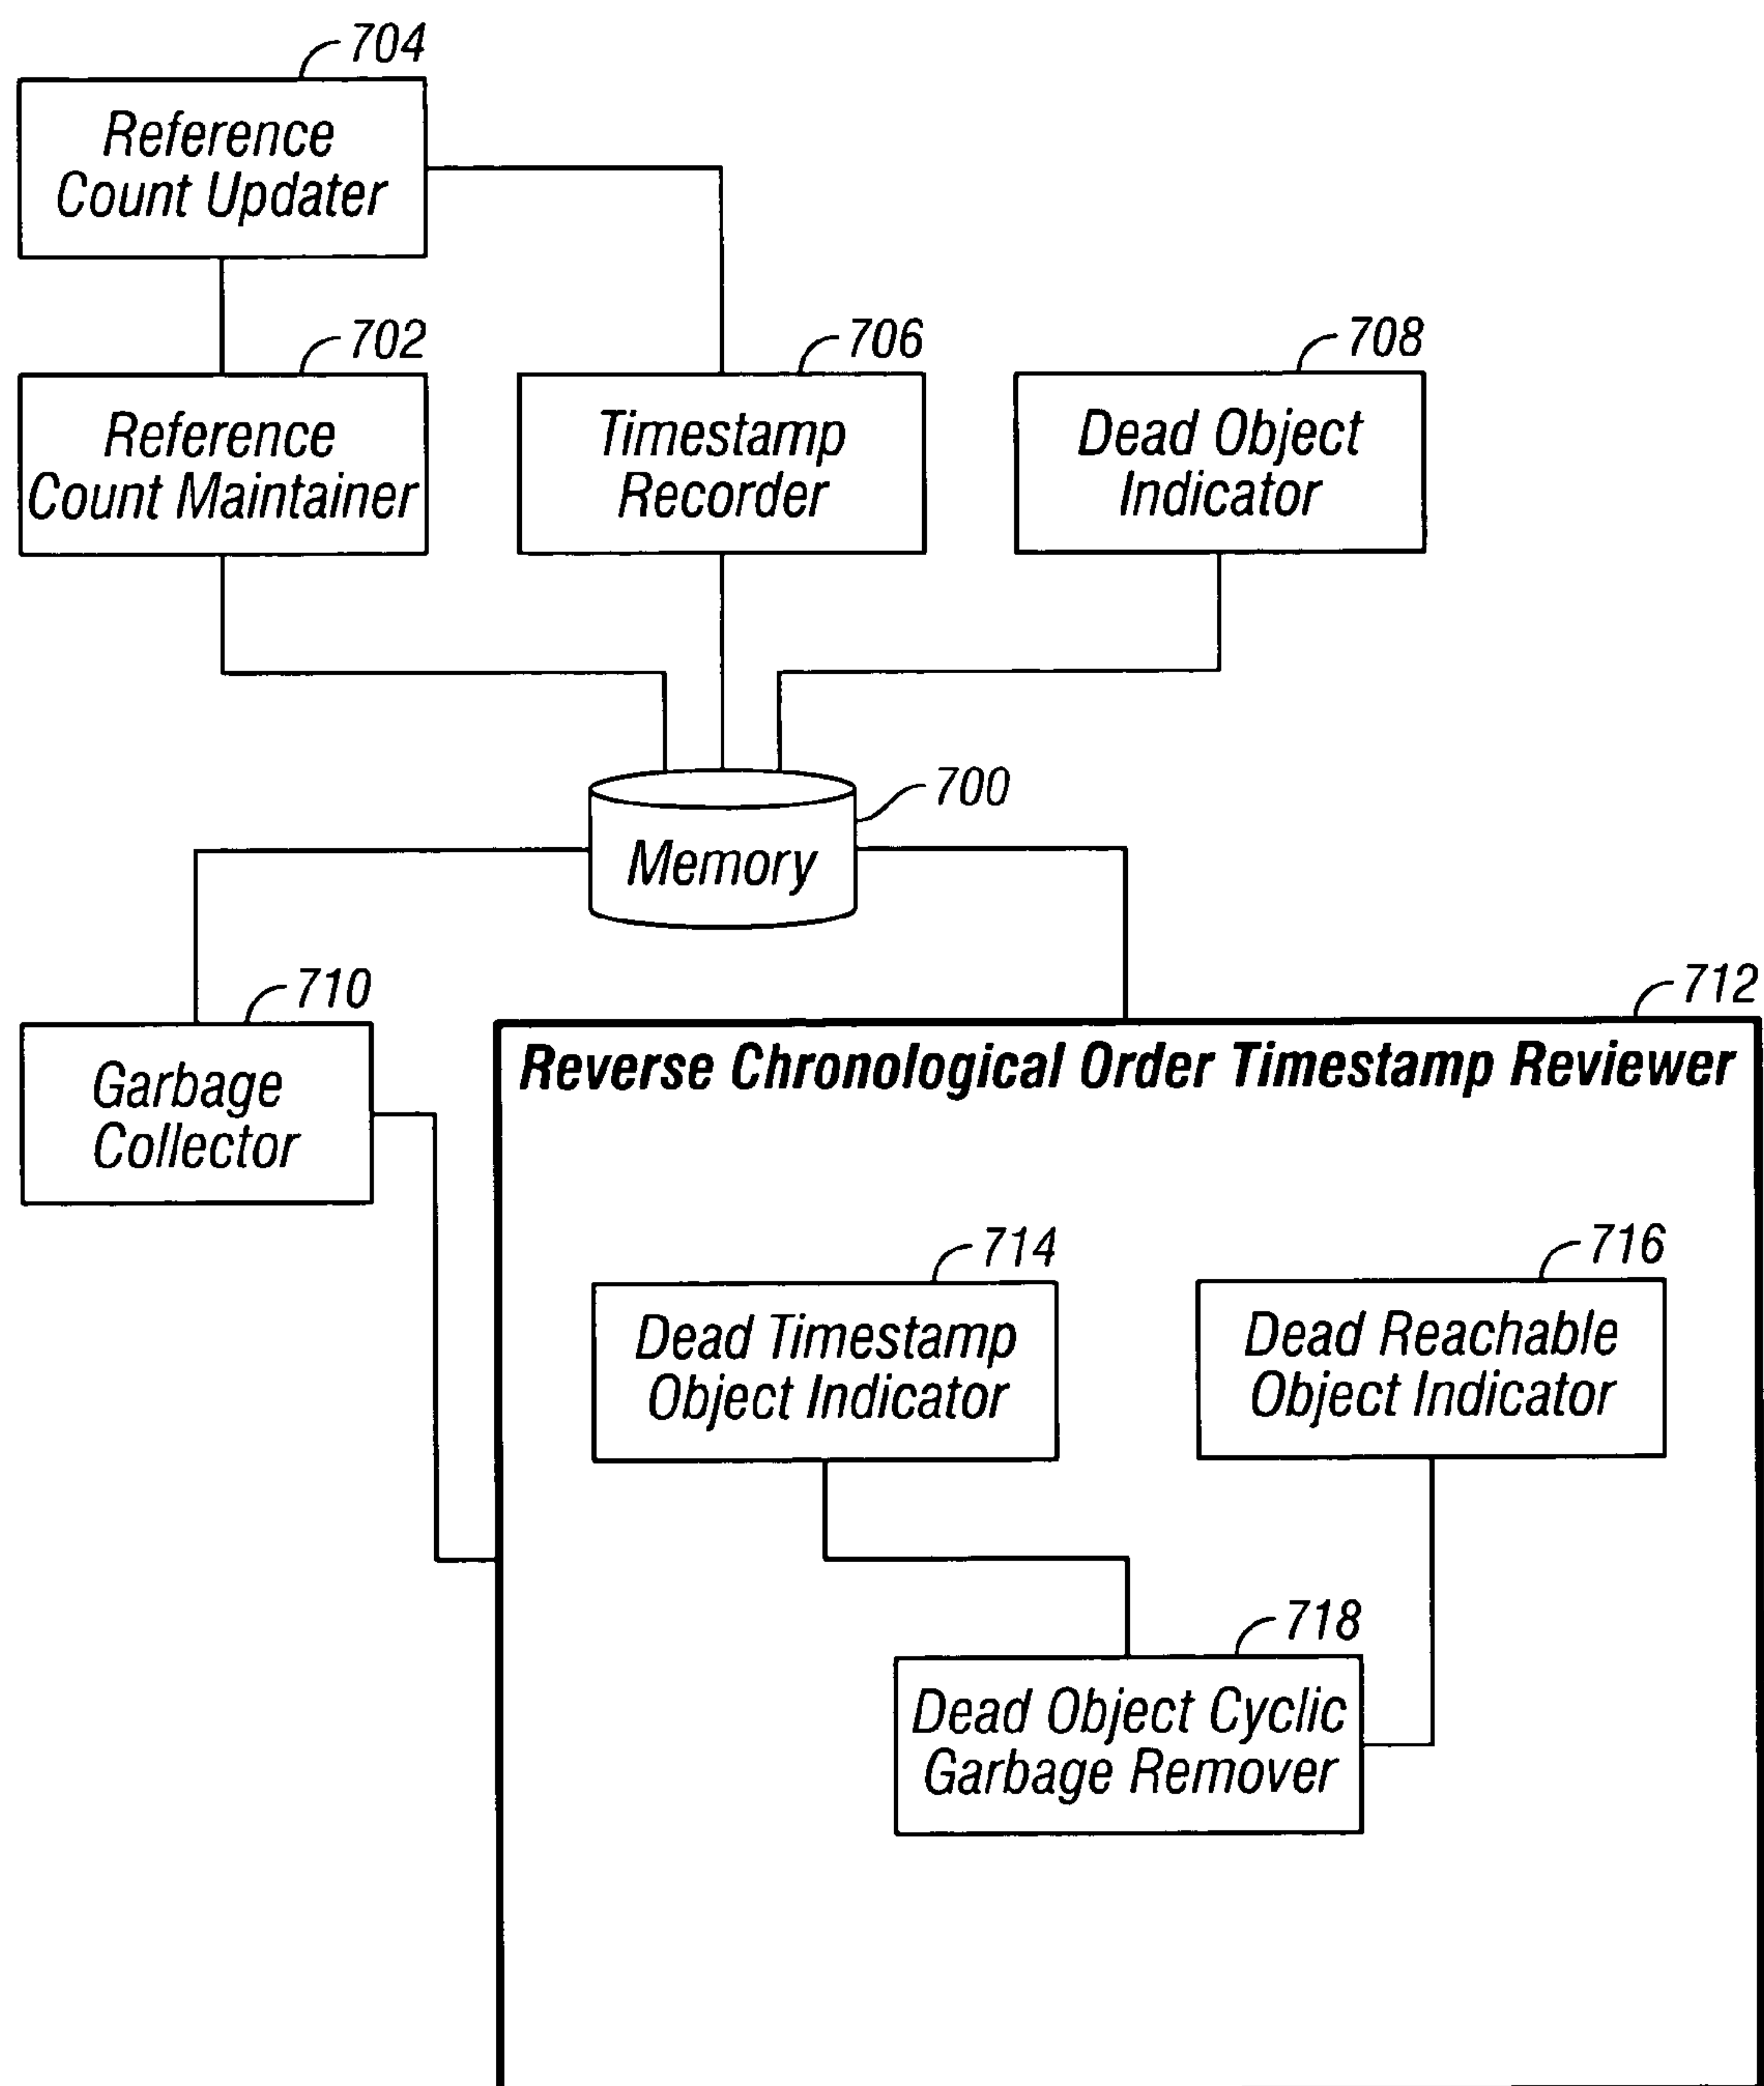 704
Reference
Count Updater
702
706
708
Reference
Count Maintainer
Timestamp
Recorder
Dead Object
Indicator
700
Memory
710
712
Garbage
Collector
Reverse Chronological Order Timestamp Reviewer
714
716
Dead Timestamp
Object Indicator
Dead Reachable
Object Indicator
718
Dead Object Cyclic
Garbage Remover